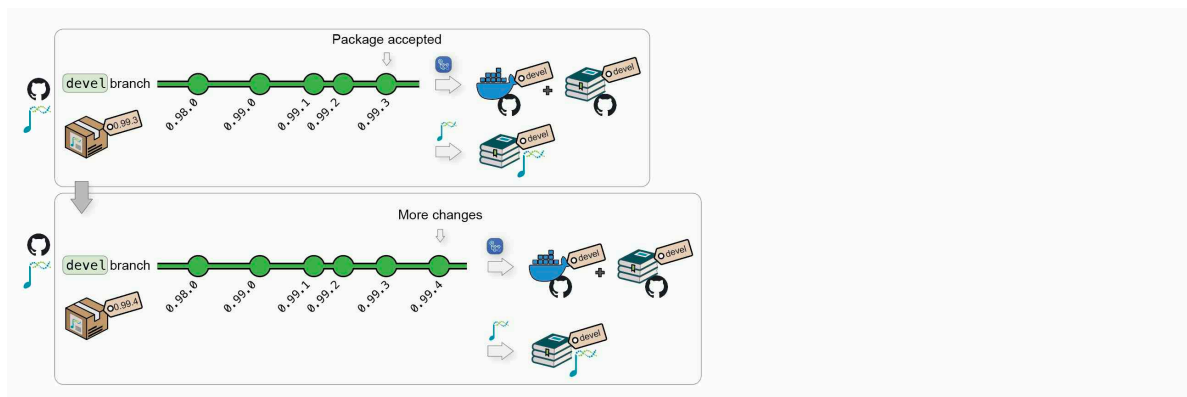 Package accepted
devel branch
0.98.0
0.99.0
0.99.1
0.99.2
0.99.3
0.99.3
devel
devel
devel
More changes
devel branch
0.98.0
0.99.0
0.99.1
0.99.2
0.99.3
0.99.4
0.99.4
devel
devel
devel